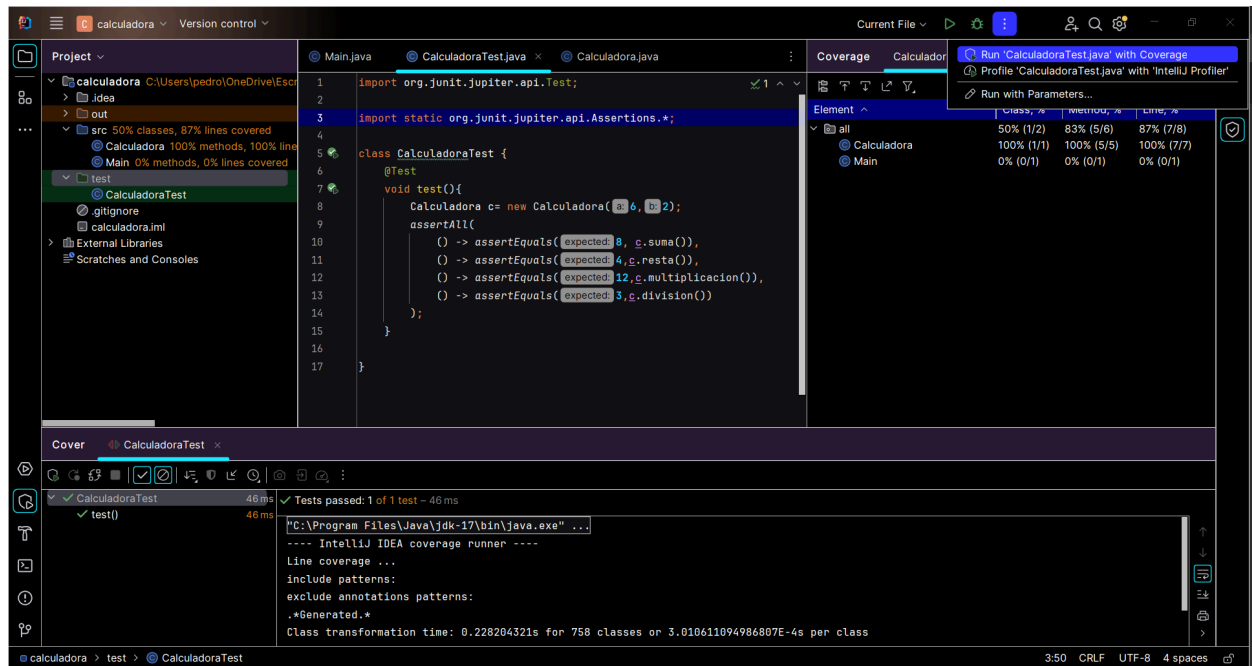 C calculadora Version control Current File
Project
Main.java CalculadoraTest.java Calculadora.java
Coverage Calculador
Run 'CalculadoraTest.java' with Coverage
Profile 'CalculadoraTest.java' with 'IntelliJ Profiler'
Run with Parameters...
calculadora C:\Users\pedro\OneDrive\Escr
.idea
out
src 50% classes, 87% lines covered
Calculadora 100% methods, 100% line
Main 0% methods, 0% lines covered
test
CalculadoraTest
.gitignore
calculadora.iml
External Libraries
Scratches and Consoles
1 import org.junit.jupiter.api.Test;
1
2
3 import static org.junit.jupiter.api.Assertions.*;
4
5 class CalculadoraTest {
6 @Test
7 void test(){
8 Calculadora c= new Calculadora( a: 6, b: 2);
9 assertAll(
10 () -> assertEquals( expected: 8, c.suma()),
11 () -> assertEquals( expected: 4,c.resta()),
12 () -> assertEquals( expected: 12,c.multiplicacion()),
13 () -> assertEquals( expected: 3,c.division())
14 );
15 }
16
17 }
Element Class, % Method, % Line, %
all 50% (1/2) 83% (5/6) 87% (7/8)
Calculadora 100% (1/1) 100% (5/5) 100% (7/7)
Main 0% (0/1) 0% (0/1) 0% (0/1)
Cover CalculadoraTest
CalculadoraTest 46 ms
test() 46 ms
Tests passed: 1 of 1 test – 46 ms
"C:\Program Files\Java\jdk-17\bin\java.exe" ...
---- IntelliJ IDEA coverage runner ----
Line coverage ...
include patterns:
exclude annotations patterns:
.*Generated.*
Class transformation time: 0.228204321s for 758 classes or 3.010611094986807E-4s per class
calculadora > test > CalculadoraTest
3:50 CRLF UTF-8 4 spaces